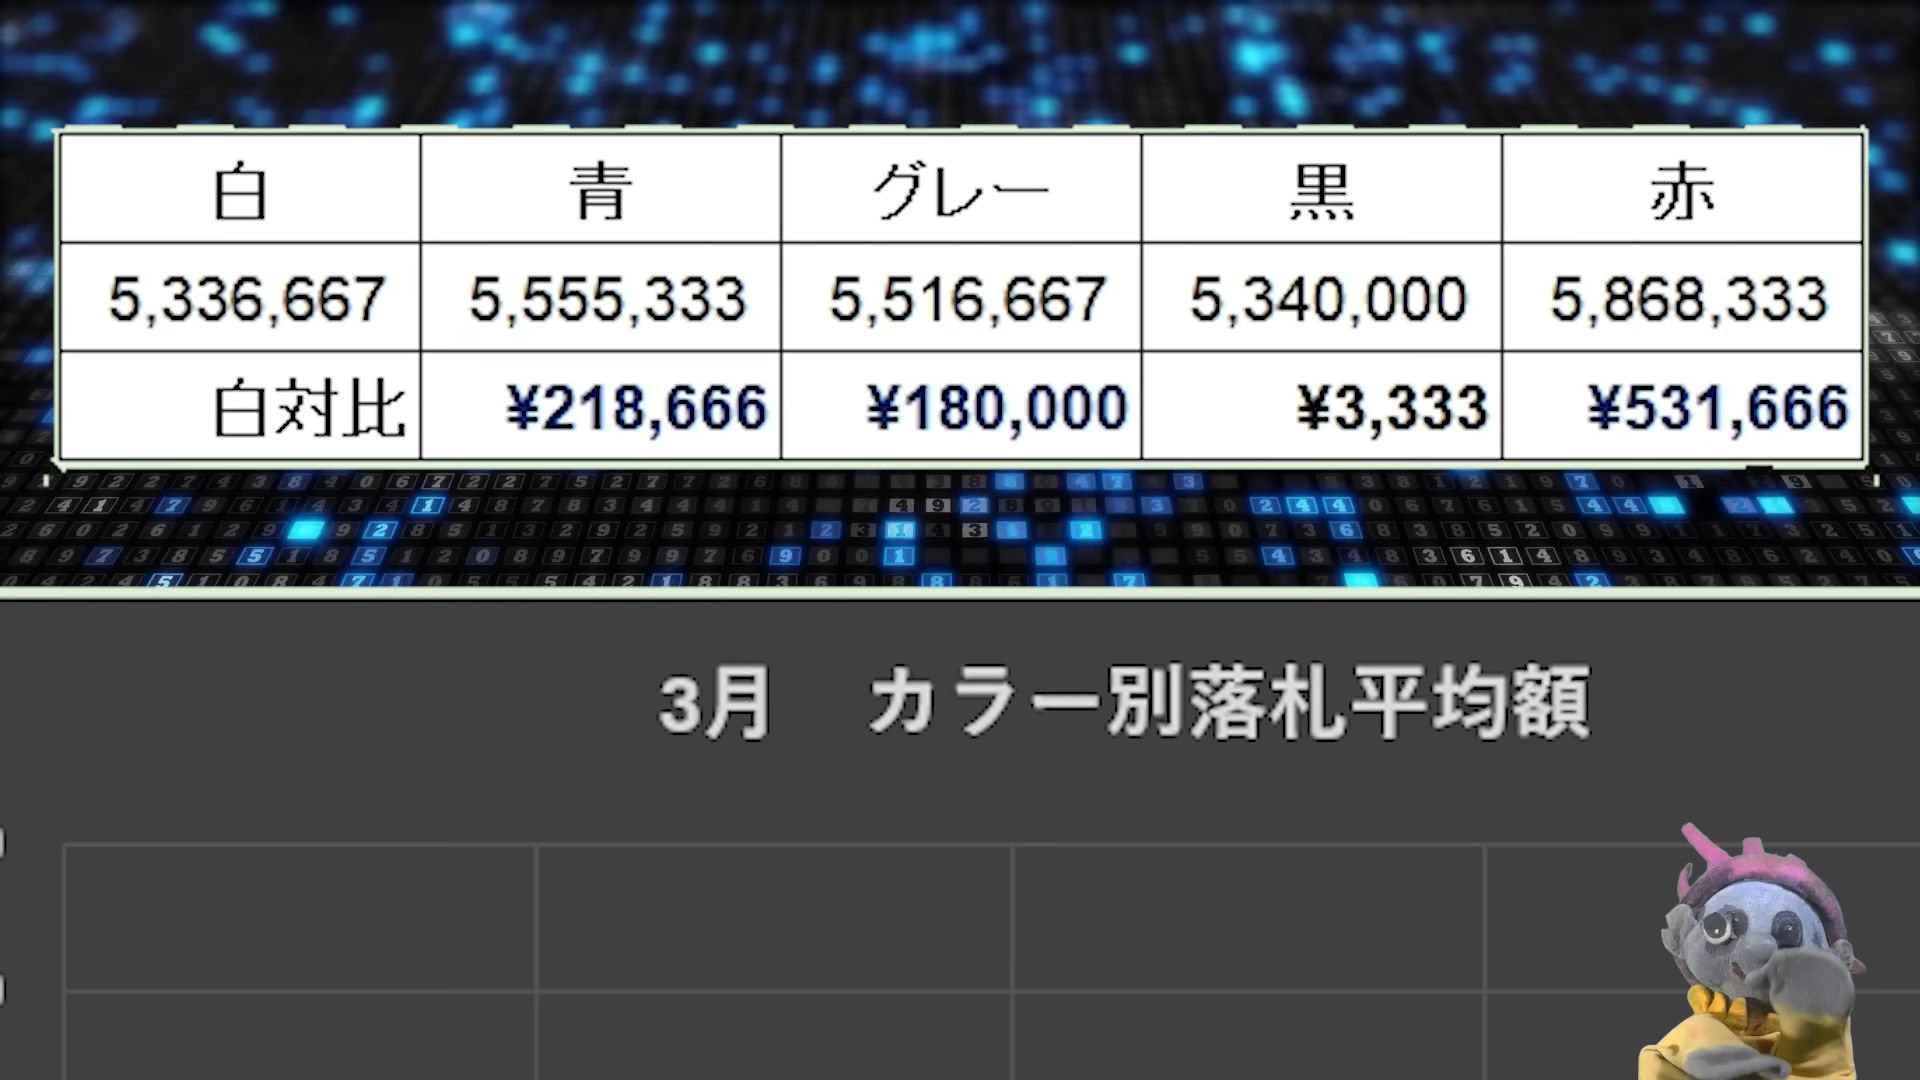 白 青 グレー 黒 赤
5,336,667 5,555,333 5,516,667 5,340,000 5,868,333
白対比 ¥218,666 ¥180,000 ¥3,333 ¥531,666
3月 カラー別落札平均額